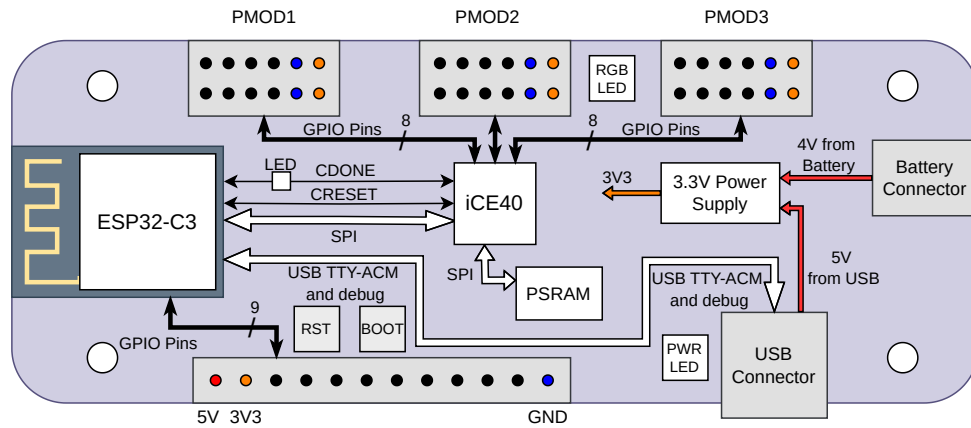 PMOD1
PMOD2
PMOD3
RGB
LED
8
GPIO Pins
8
GPIO Pins
4V from
Battery
Battery
Connector
LED
CDONE
CRESET
SPI
ESP32-C3
iCE40
3V3
3.3V Power
Supply
5V
from USB
USB TTY-ACM
and debug
SPI
PSRAM
USB TTY-ACM
and debug
9
GPIO Pins
RST
BOOT
PWR
LED
USB
Connector
5V
3V3
GND